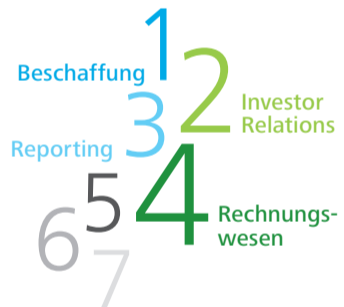 1
Beschaffung
2
Investor
Relations
3
Reporting
4
Rechnungs-
wesen
5
6
7